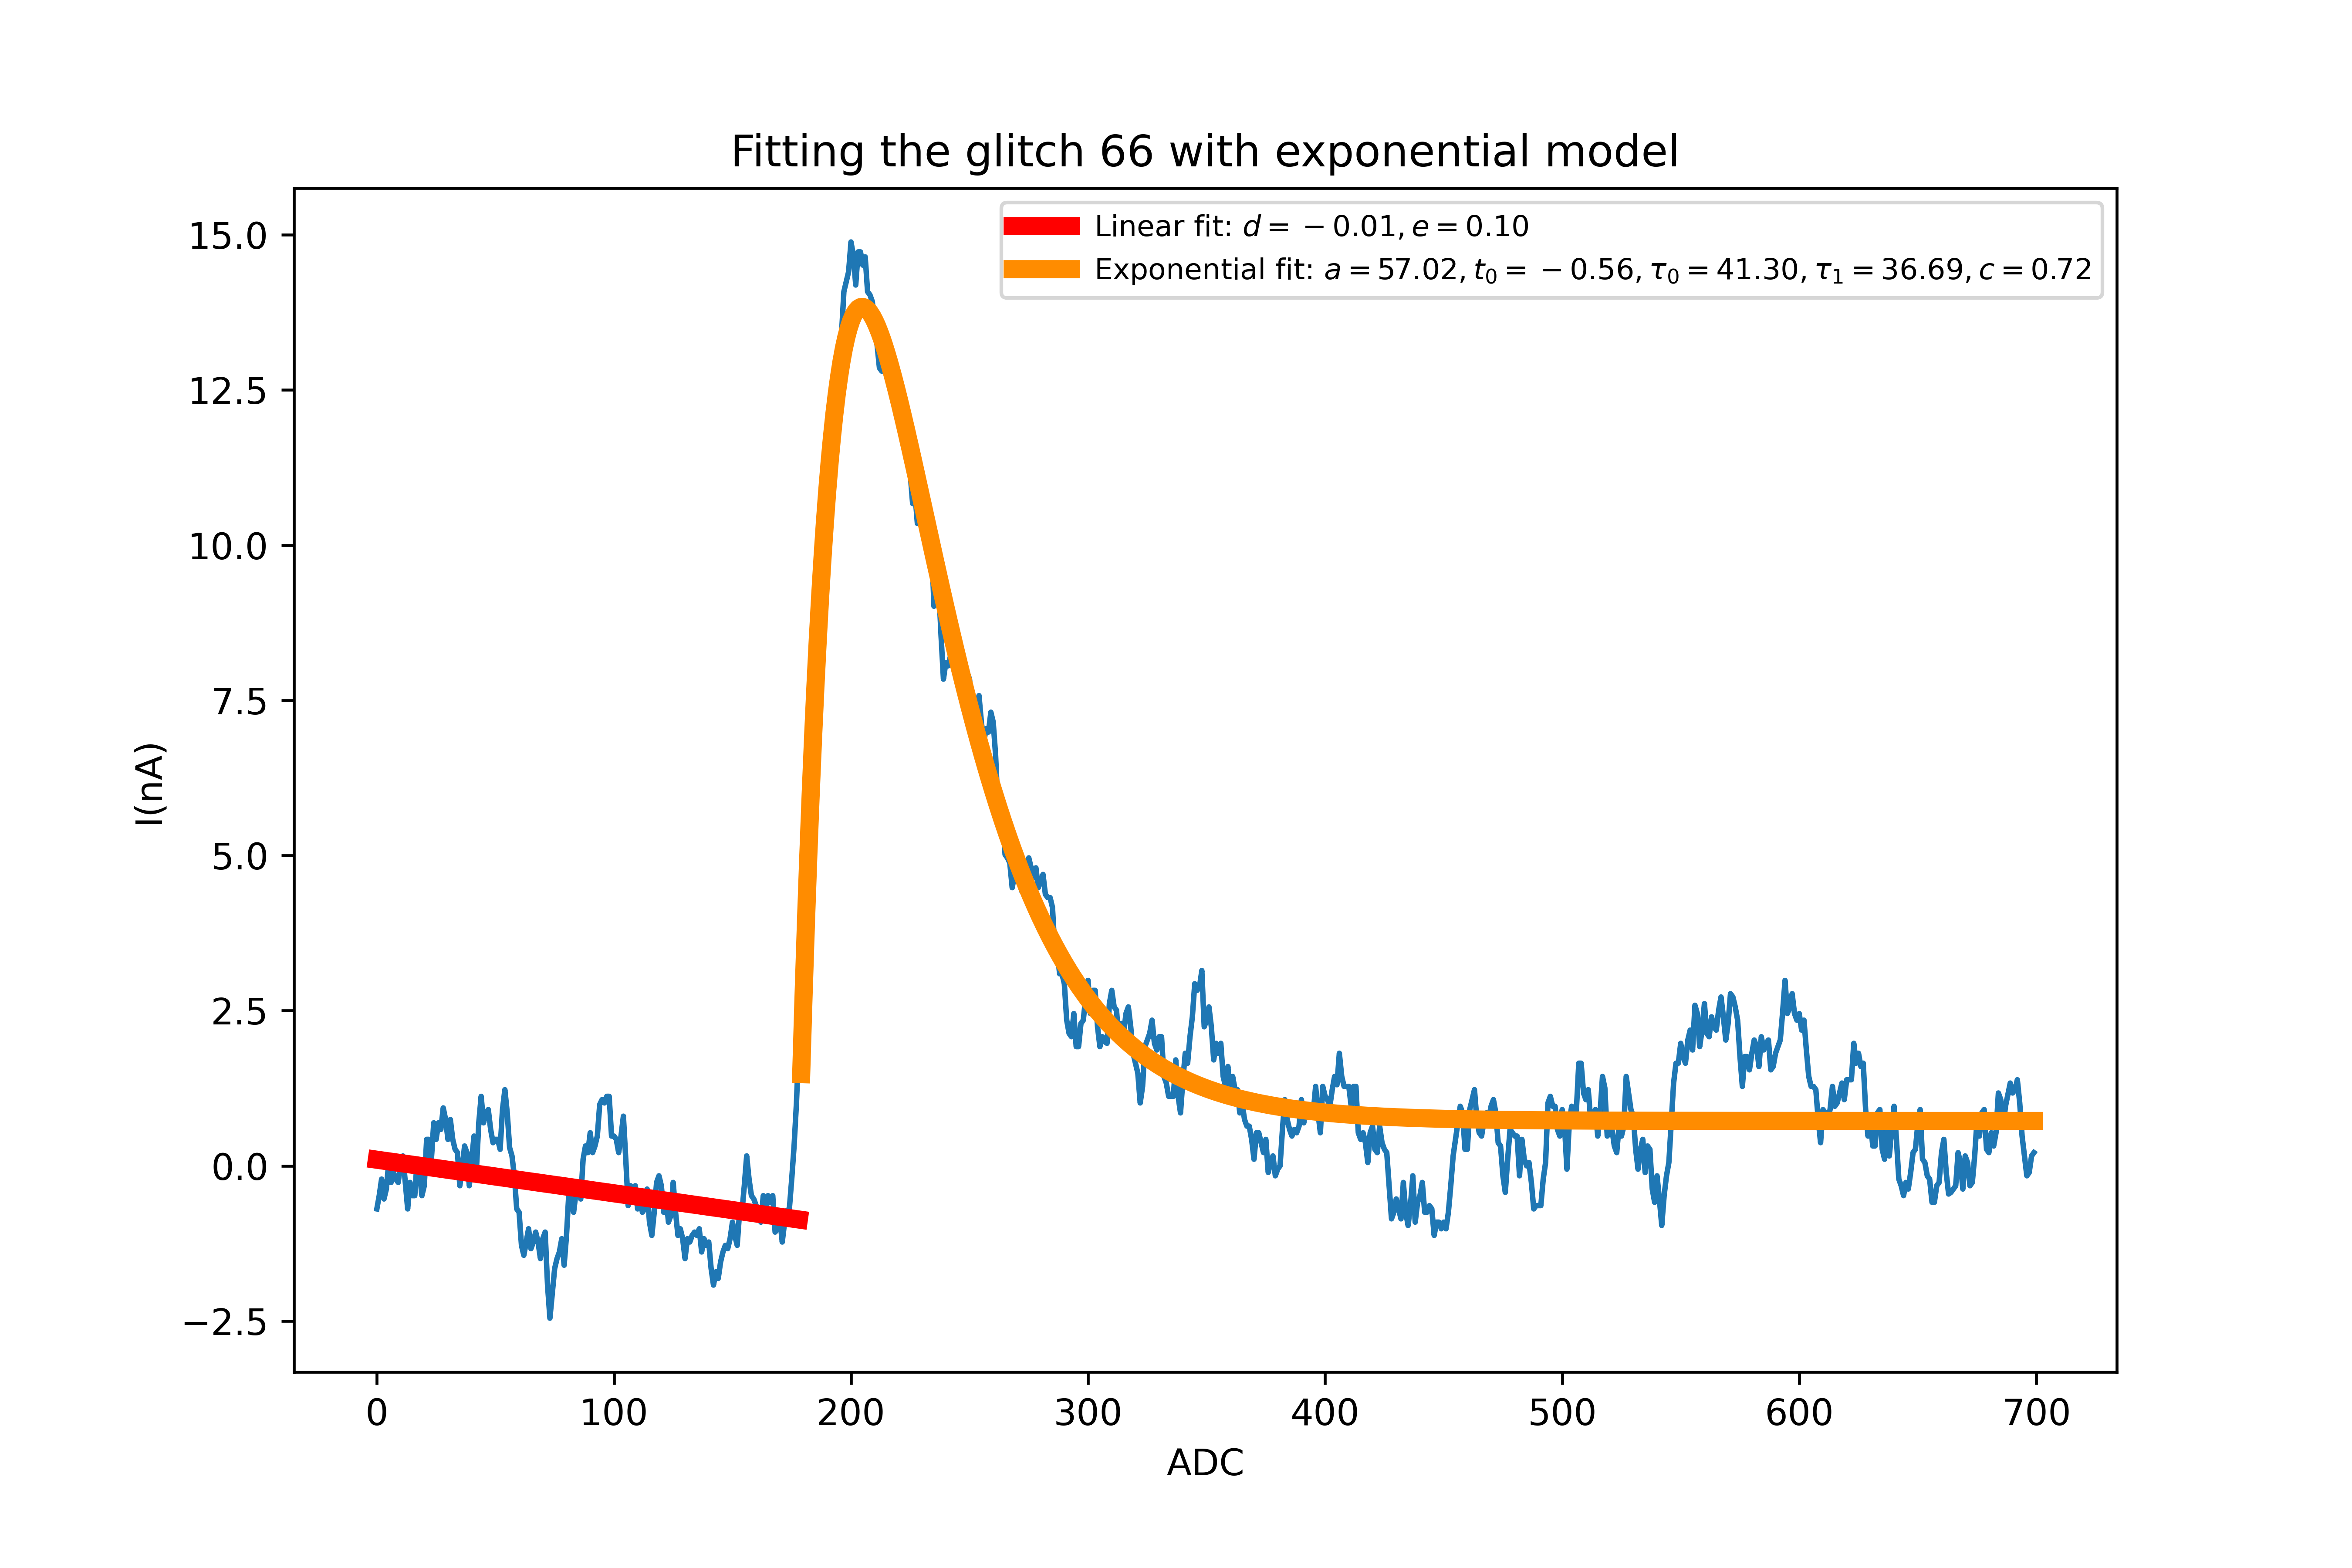 Fitting the glitch 66 with exponential model
Linear fit: d = −0.01, e = 0.10
Exponential fit: a = 57.02, t₀ = −0.56, τ₀ = 41.30, τ₁ = 36.69, c = 0.72
15.0
12.5
10.0
7.5
5.0
2.5
0.0
−2.5
I(nA)
0 100 200 300 400 500 600 700
ADC